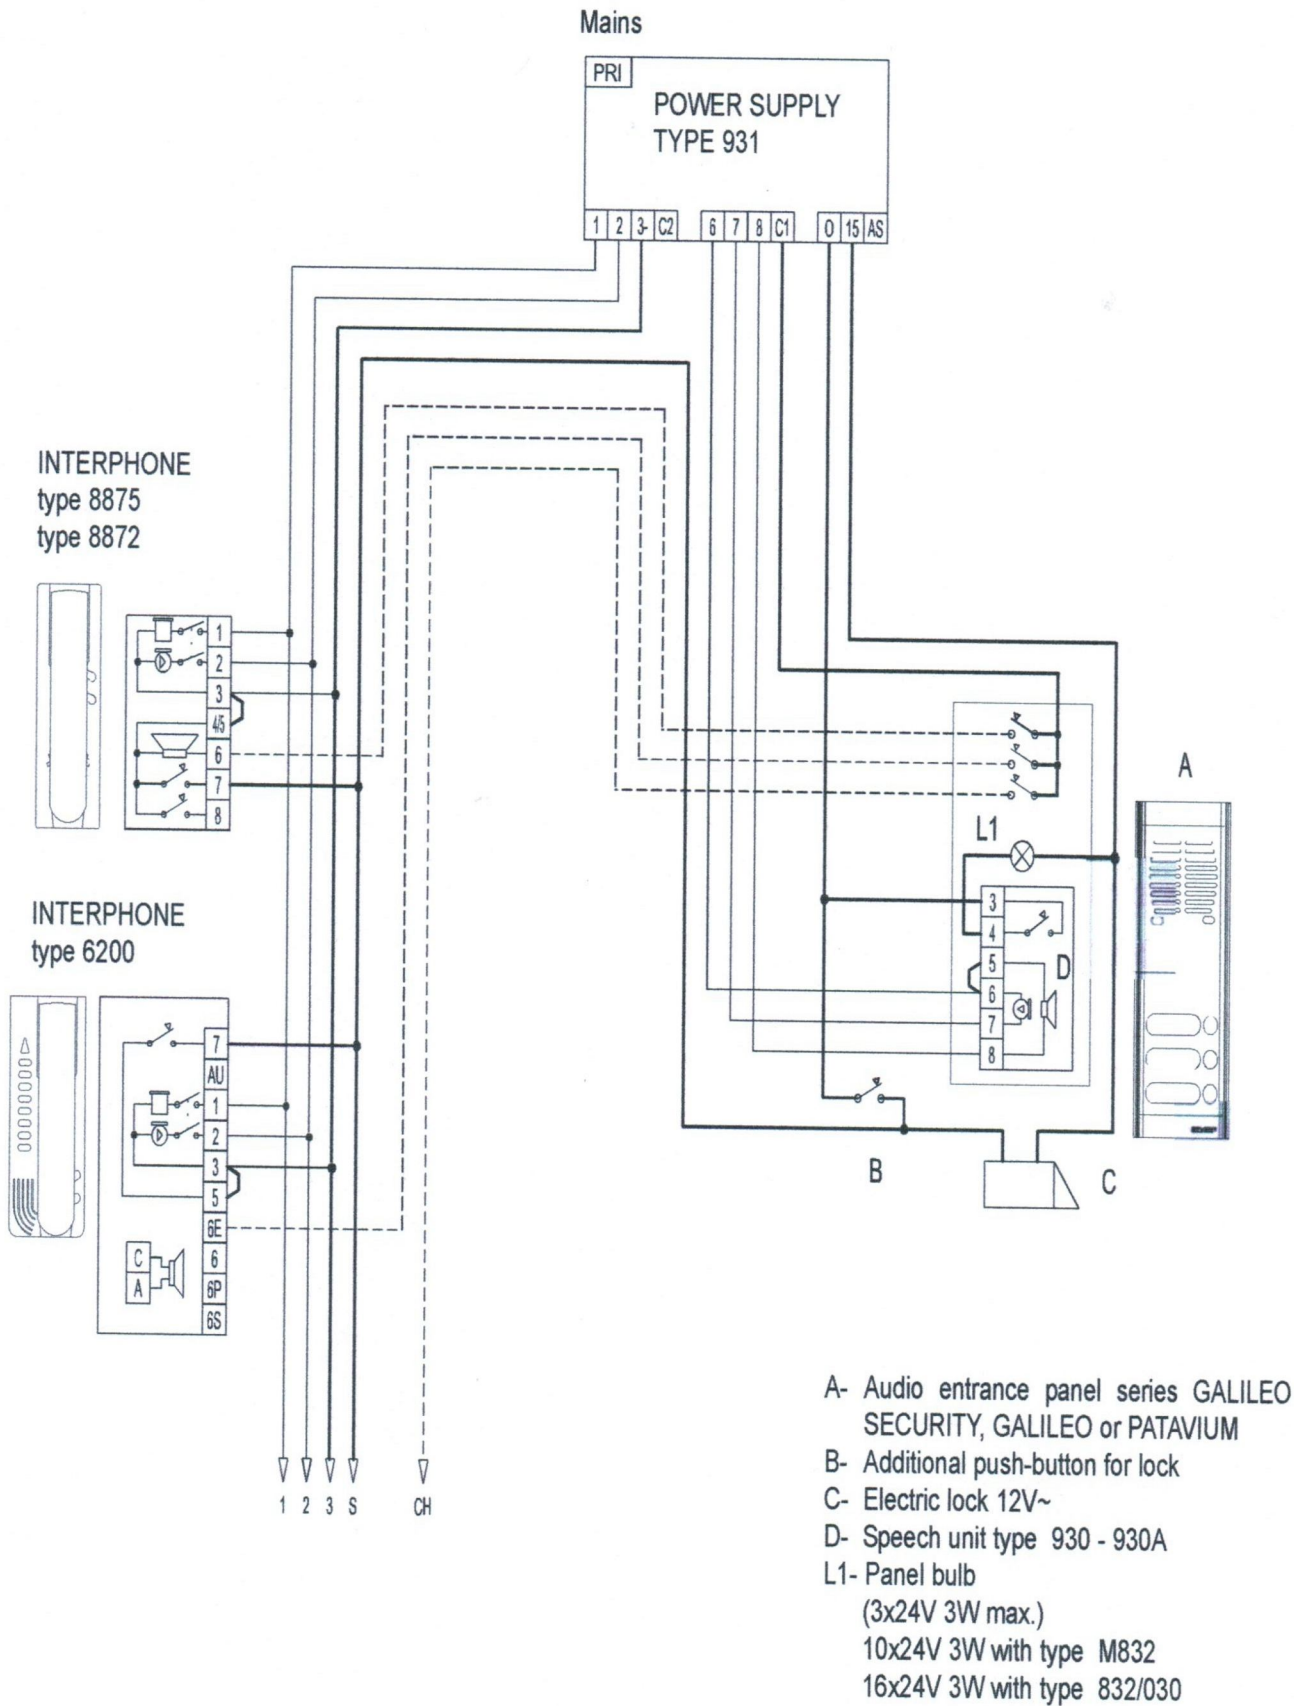 Mains
PRI
POWER SUPPLY
TYPE 931
1 2 3- C2 6 7 8 C1 0 15 AS
INTERPHONE
type 8875
type 8872
1
2
3
4/5
6
7
8
A
L1
3
4
5
D
6
7
8
INTERPHONE
type 6200
7
AU
1
2
3
5
6E
6
6P
6S
C
A
B
C
1 2 3 S CH
A- Audio entrance panel series GALILEO
SECURITY, GALILEO or PATAVIUM
B- Additional push-button for lock
C- Electric lock 12V~
D- Speech unit type 930 - 930A
L1- Panel bulb
(3x24V 3W max.)
10x24V 3W with type M832
16x24V 3W with type 832/030